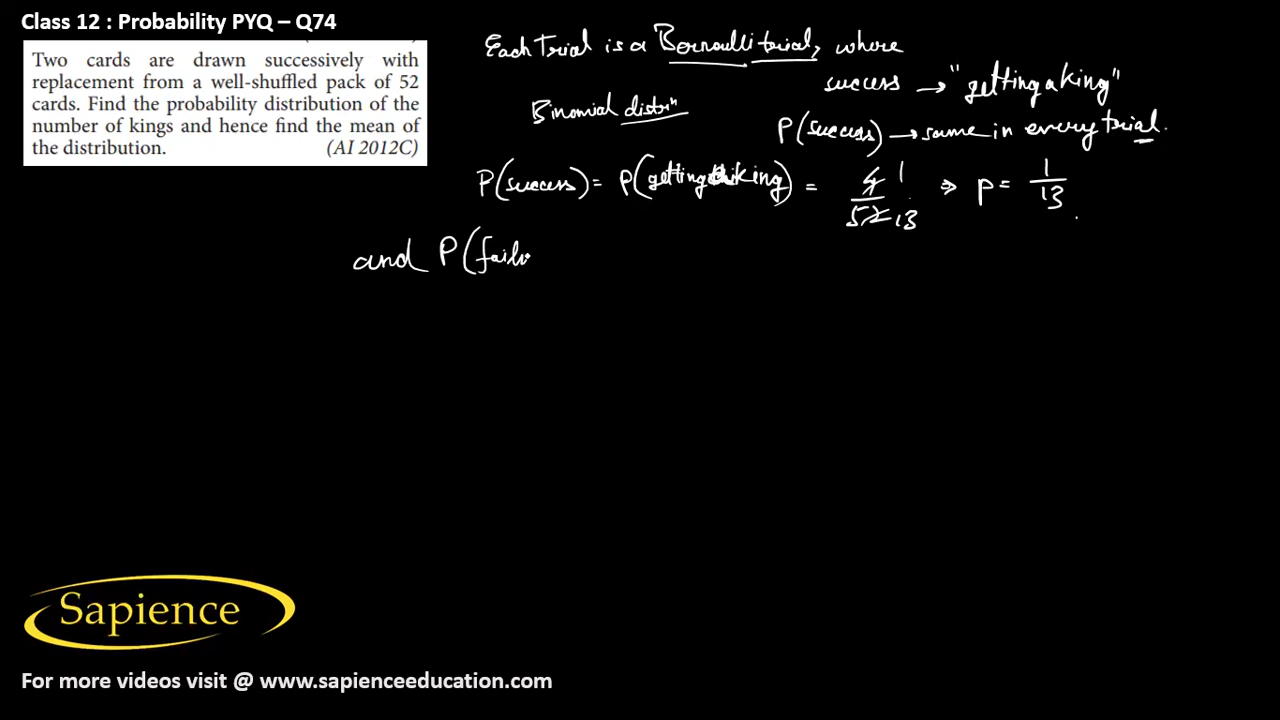 Class 12 : Probability PYQ – Q74
Two cards are drawn successively with
replacement from a well-shuffled pack of 52
cards. Find the probability distribution of the
number of kings and hence find the mean of
the distribution. (AI 2012C)
Each Trial is a Bernoulli trial, where
success → "getting a king"
Binomial distrⁿ
P(success) → same in every trial.
P(success) = P(getting a king) = 4 1 / 52 13 ⇒ p = 1/13
and P(failu
Sapience
For more videos visit @ www.sapienceeducation.com